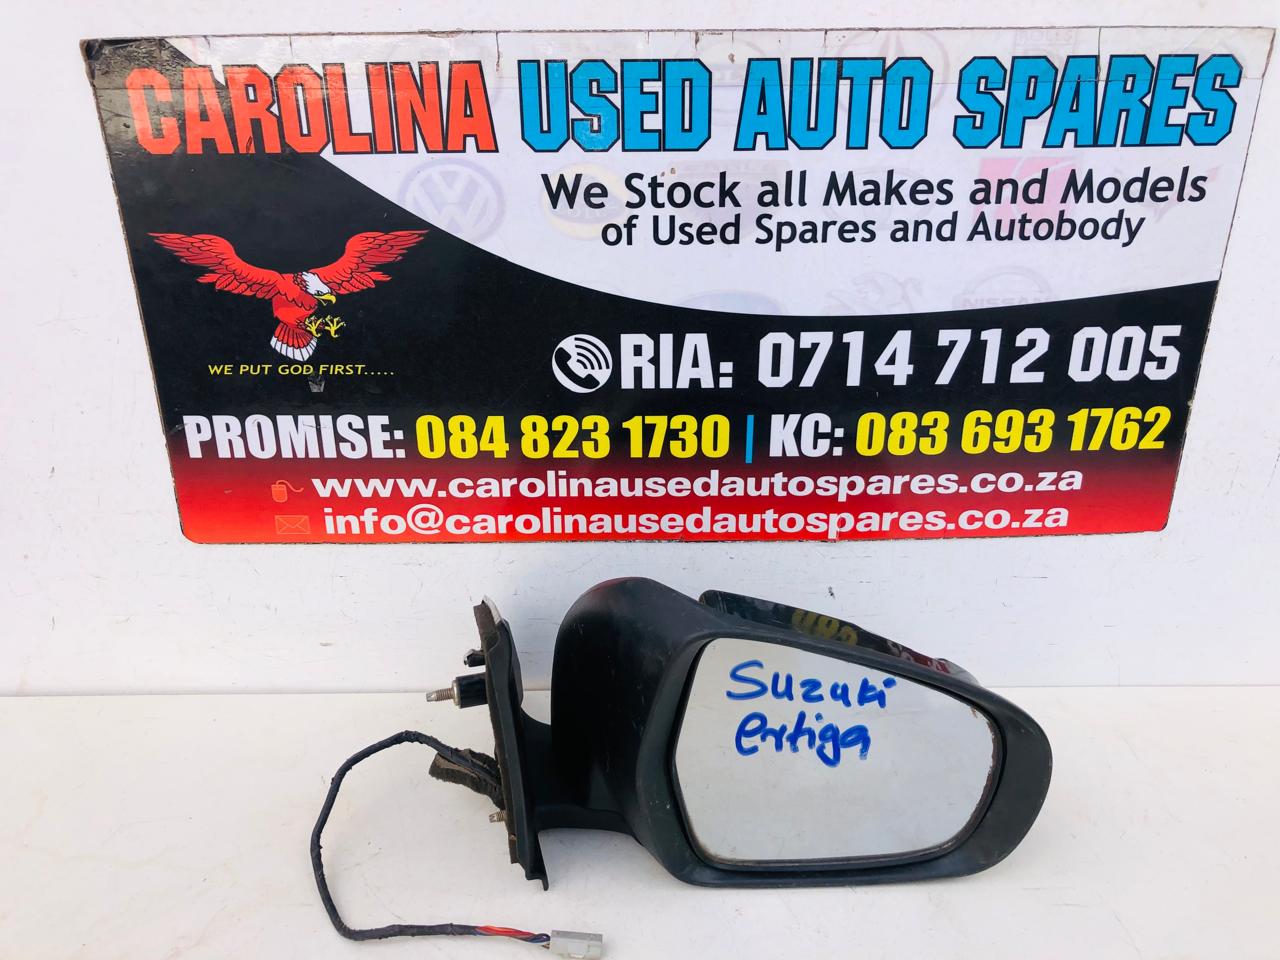 CAROLINA USED AUTO SPARES
We Stock all Makes and Models
of Used Spares and Autobody
WE PUT GOD FIRST.....
RIA: 0714 712 005
PROMISE: 084 823 1730 | KC: 083 693 1762
www.carolinausedautospares.co.za
info@carolinausedautospares.co.za
Suzuki
ertiga